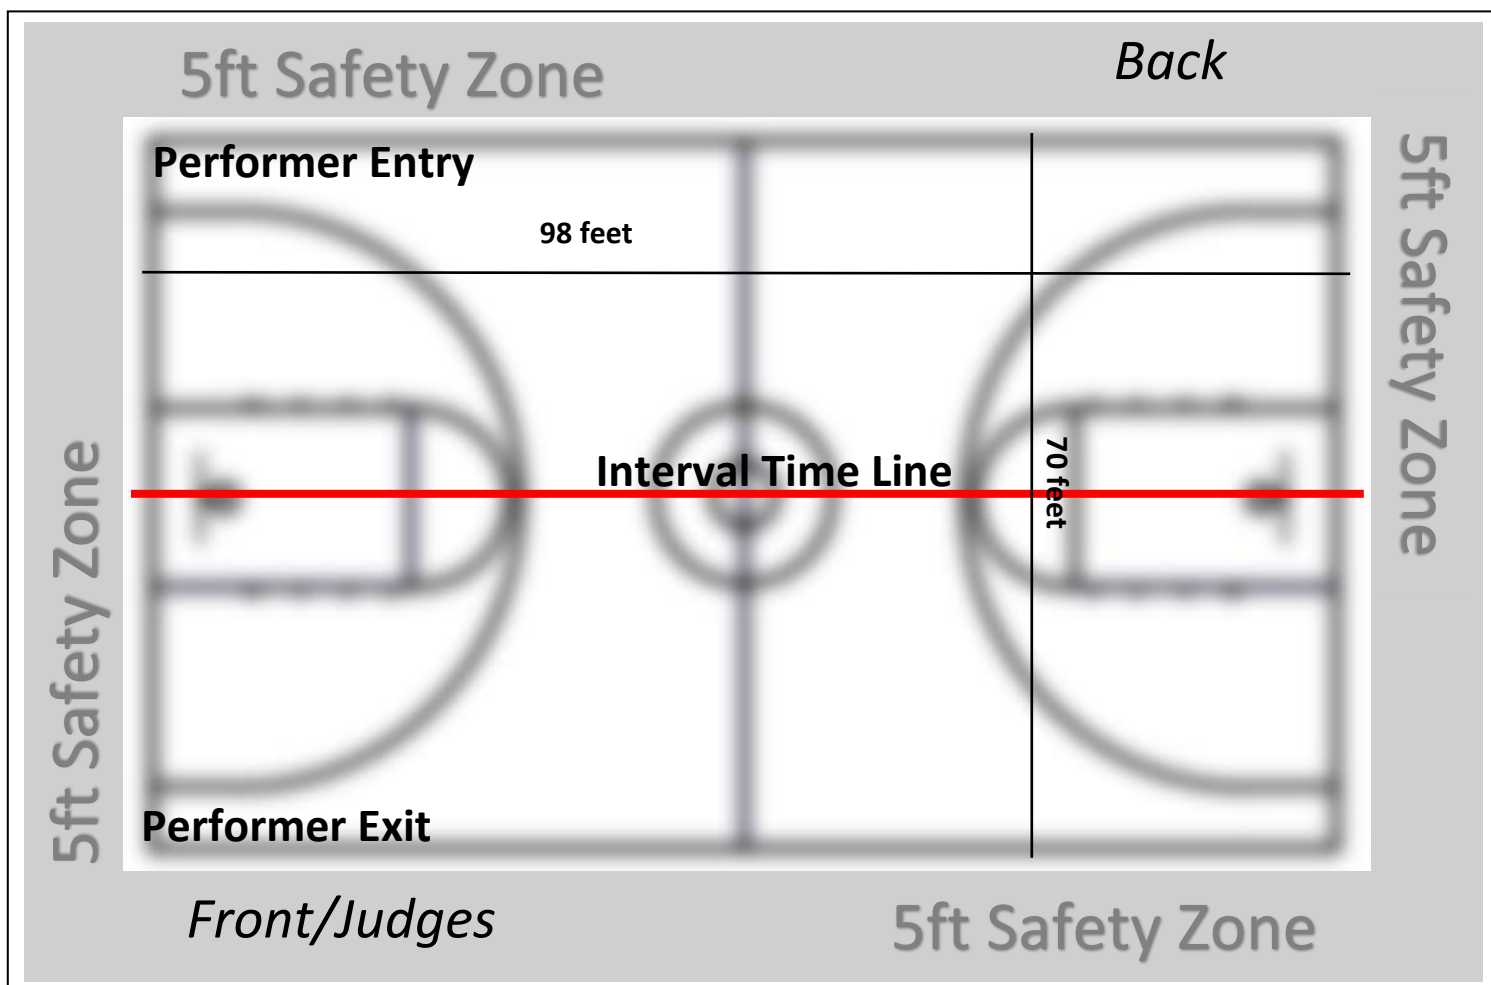 5ft Safety Zone
Back
Performer Entry
98 feet
5ft Safety Zone
Interval Time Line
70 feet
5ft Safety Zone
Performer Exit
Front/Judges
5ft Safety Zone